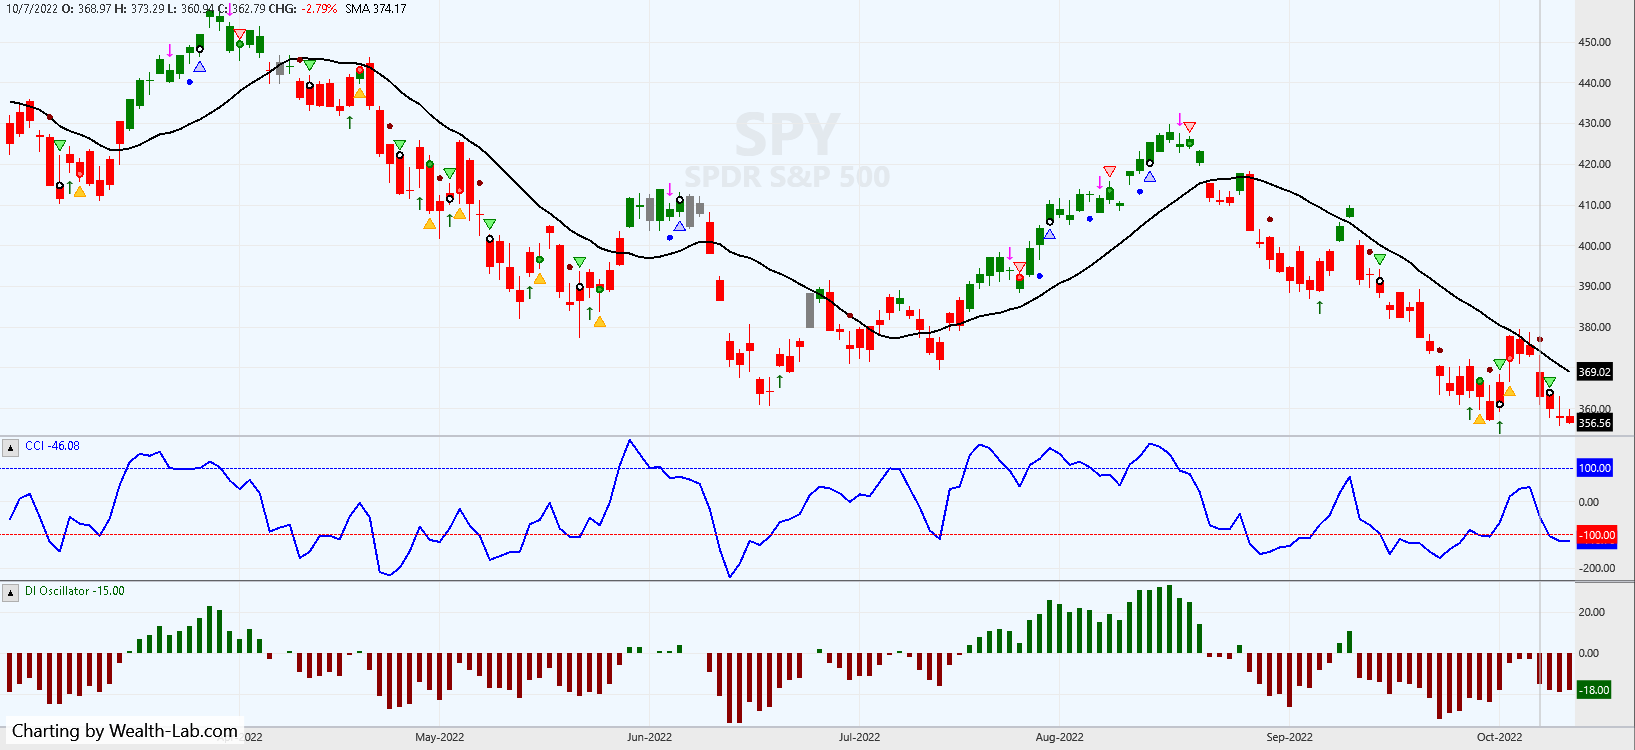 10/7/2022 O: 368.97 H: 373.29 L: 360.94 C: 362.79 CHG: -2.79% SMA 374.17
SPY
SPDR S&P 500
450.00
440.00
430.00
420.00
410.00
400.00
390.00
380.00
369.02
360.00
356.56
CCI -46.08
100.00
0.00
-100.00
-200.00
DI Oscillator -15.00
20.00
0.00
-18.00
Charting by Wealth-Lab.com
2022 May-2022 Jun-2022 Jul-2022 Aug-2022 Sep-2022 Oct-2022